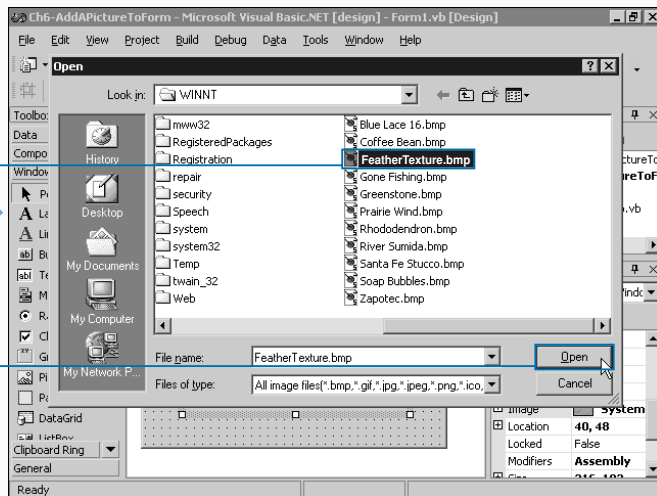 Ch6-AddAPictureToForm - Microsoft Visual Basic.NET [design] - Form1.vb [Design]
File Edit View Project Build Debug Data Tools Window Help
Open
Look in: WINNT
Toolbo
Data
Compo
Window
History
Desktop
My Documents
My Computer
My Network P...
mww32
RegisteredPackages
Registration
repair
security
Speech
system
system32
Temp
twain_32
Web
Blue Lace 16.bmp
Coffee Bean.bmp
FeatherTexture.bmp
Gone Fishing.bmp
Greenstone.bmp
Prairie Wind.bmp
Rhododendron.bmp
River Sumida.bmp
Santa Fe Stucco.bmp
Soap Bubbles.bmp
Zapotec.bmp
File name: FeatherTexture.bmp Open
Files of type: All image files(*.bmp,*.gif,*.jpg,*.jpeg,*.png,*.ico, Cancel
DataGrid
ListBox
Clipboard Ring
General
Image System
Location 40, 48
Locked False
Modifiers Assembly
Size 216, 192
Ready